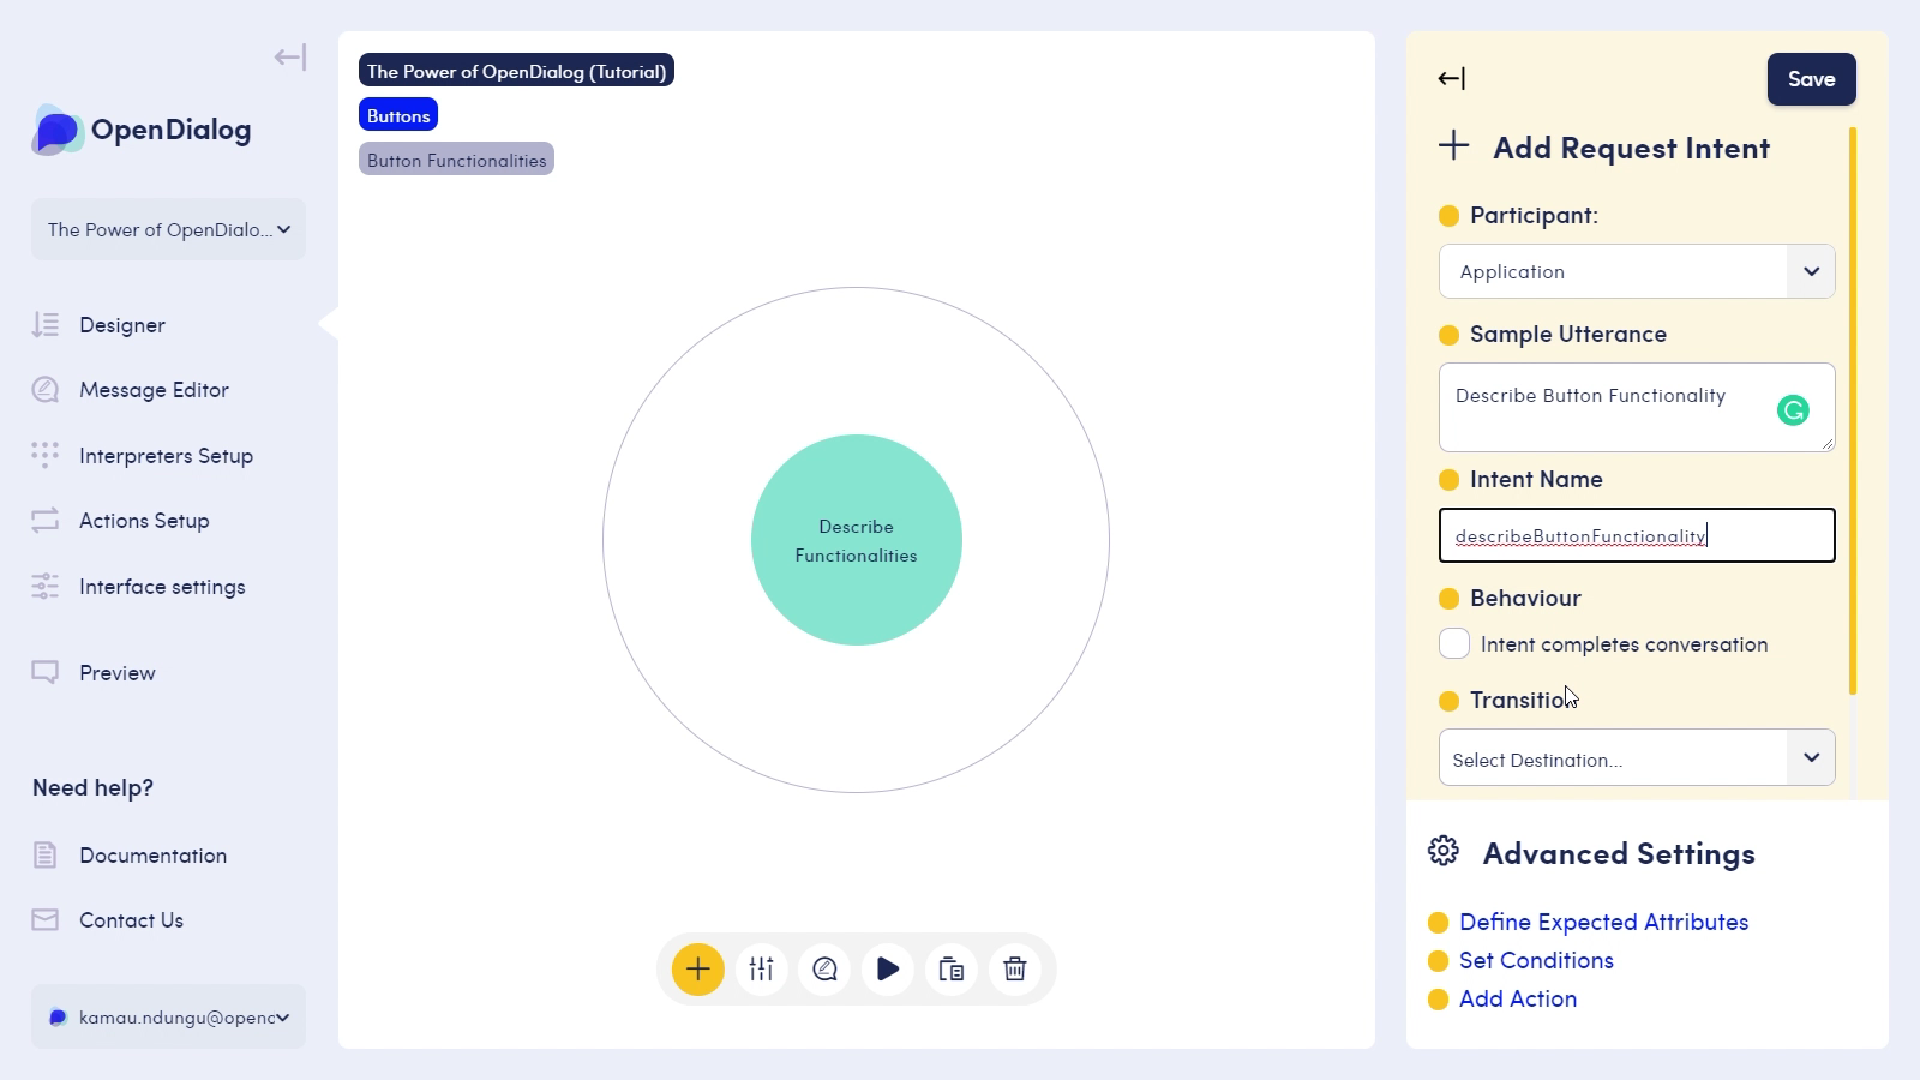 OpenDialog
The Power of OpenDialo...
Designer
Message Editor
Interpreters Setup
Actions Setup
Interface settings
Preview
Need help?
Documentation
Contact Us
kamau.ndungu@openc
The Power of OpenDialog (Tutorial)
Buttons
Button Functionalities
Describe
Functionalities
Save
Add Request Intent
Participant:
Application
Sample Utterance
Describe Button Functionality
Intent Name
describeButtonFunctionality
Behaviour
Intent completes conversation
Transition
Select Destination...
Advanced Settings
Define Expected Attributes
Set Conditions
Add Action